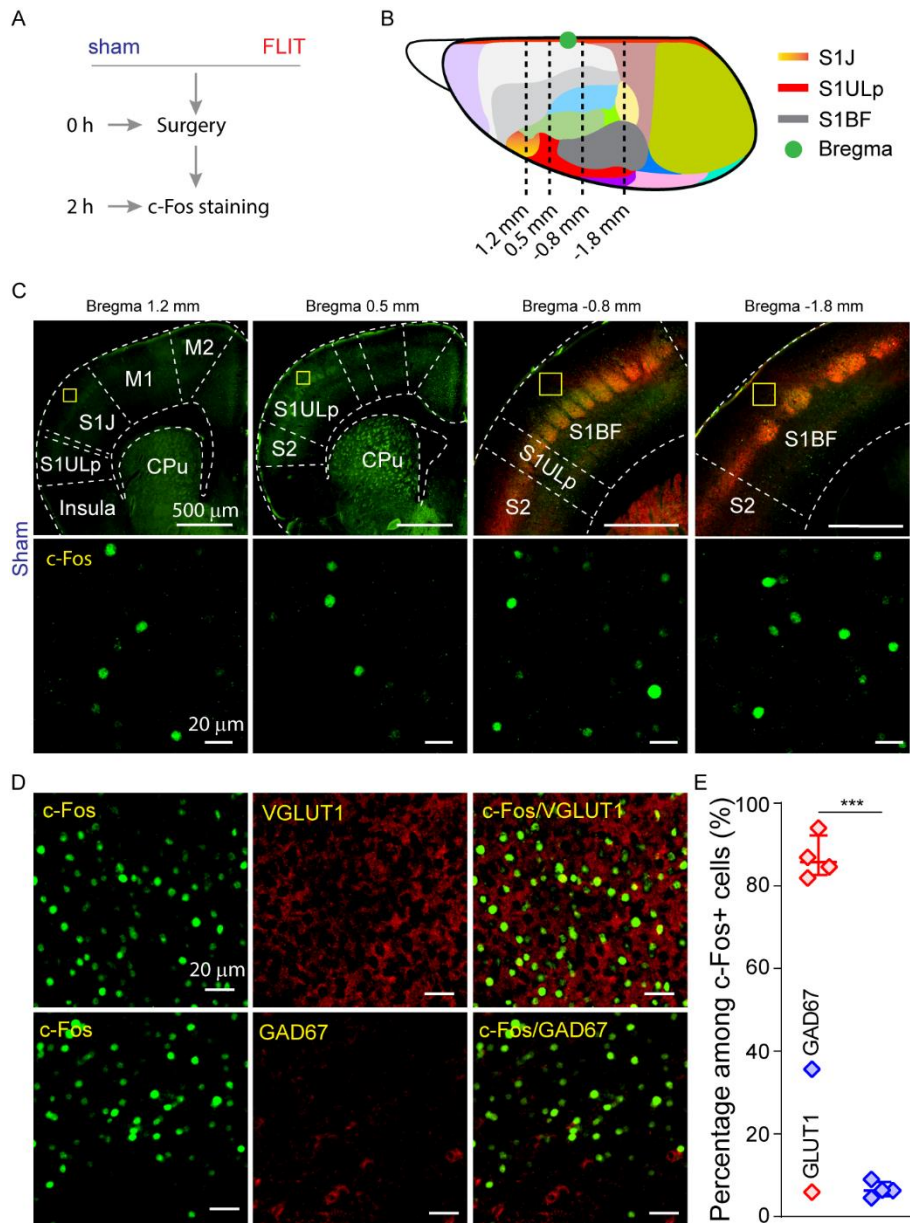 A
sham FLIT
0 h Surgery
2 h c-Fos staining
B
S1J
S1ULp
S1BF
Bregma
1.2 mm
0.5 mm
-0.8 mm
-1.8 mm
C
Bregma 1.2 mm Bregma 0.5 mm Bregma -0.8 mm Bregma -1.8 mm
M2
M1
S1J
S1ULp
CPu
Insula
500 µm
S1ULp
S2
CPu
S1BF
S1ULp
S2
S1BF
S2
Sham
c-Fos
20 µm
D
c-Fos VGLUT1 c-Fos/VGLUT1
20 µm
c-Fos GAD67 c-Fos/GAD67
E
Percentage among c-Fos+ cells (%)
100
80
60
40
20
0
***
GAD67
GLUT1